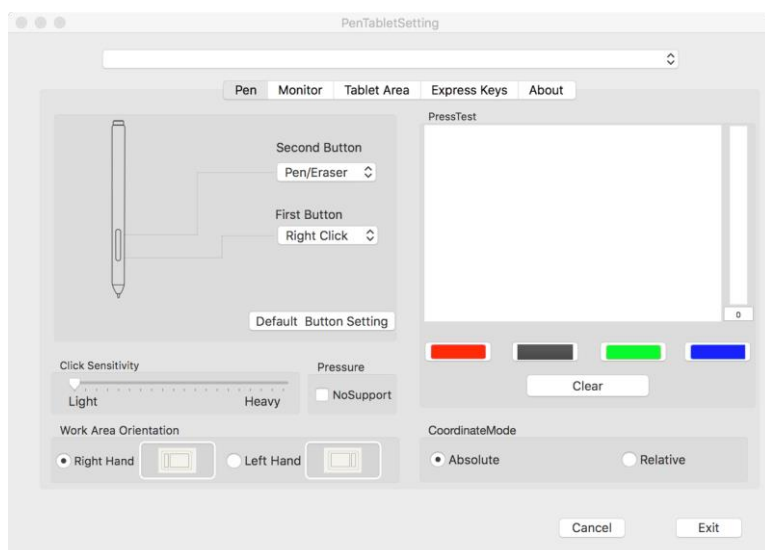 PenTabletSetting
Pen Monitor Tablet Area Express Keys About
Second Button
Pen/Eraser
First Button
Right Click
Default Button Setting
PressTest
0
Clear
Click Sensitivity
Light Heavy
Pressure
NoSupport
Work Area Orientation
Right Hand Left Hand
CoordinateMode
Absolute Relative
Cancel Exit